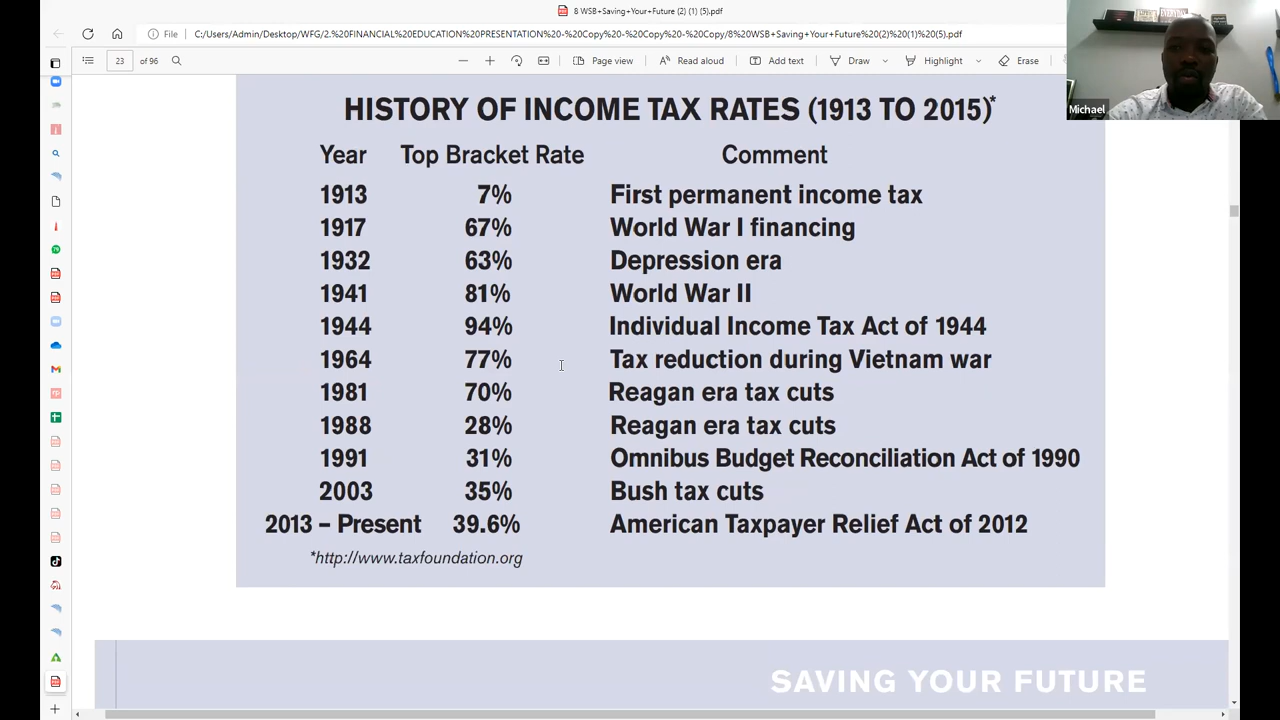 8 WSB+Saving+Your+Future (2) (1) (5).pdf
File
C:/Users/Admin/Desktop/WFG/2.%20FINANCIAL%20EDUCATION%20PRESENTATION%20-%20Copy%20-%20Copy%20-%20Copy/8%20WSB+Saving+Your+Future%20(2)%20(1)%20(5).pdf
23 of 96
Page view
Read aloud
Add text
Draw
Highlight
Erase
Michael
HISTORY OF INCOME TAX RATES (1913 TO 2015)*
Year Top Bracket Rate Comment
1913 7% First permanent income tax
1917 67% World War I financing
1932 63% Depression era
1941 81% World War II
1944 94% Individual Income Tax Act of 1944
1964 77% Tax reduction during Vietnam war
1981 70% Reagan era tax cuts
1988 28% Reagan era tax cuts
1991 31% Omnibus Budget Reconciliation Act of 1990
2003 35% Bush tax cuts
2013 – Present 39.6% American Taxpayer Relief Act of 2012
*http://www.taxfoundation.org
SAVING YOUR FUTURE